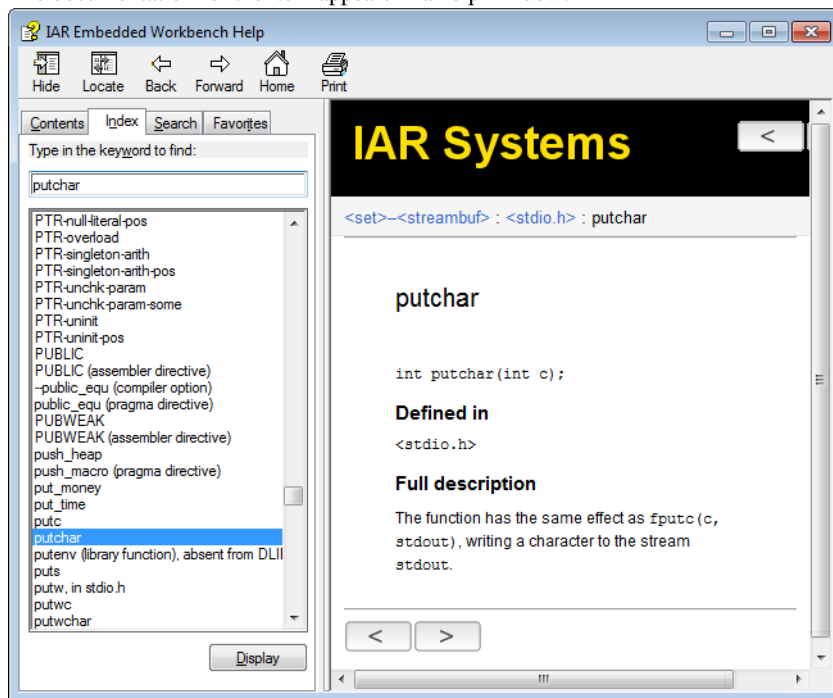 IAR Embedded Workbench Help
Hide Locate Back Forward Home Print
Contents Index Search Favorites
Type in the keyword to find:
putchar
PTR-null-literal-pos
PTR-overload
PTR-singleton-arith
PTR-singleton-arith-pos
PTR-unchk-param
PTR-unchk-param-some
PTR-uninit
PTR-uninit-pos
PUBLIC
PUBLIC (assembler directive)
--public_equ (compiler option)
public_equ (pragma directive)
PUBWEAK
PUBWEAK (assembler directive)
push_heap
push_macro (pragma directive)
put_money
put_time
putc
putchar
putenv (library function), absent from DLI
puts
putw, in stdio.h
putwc
putwchar
Display
IAR Systems
<
<set>–<streambuf> : <stdio.h> : putchar
putchar
int putchar(int c);
Defined in
<stdio.h>
Full description
The function has the same effect as fputc(c,
stdout), writing a character to the stream
stdout.
< >